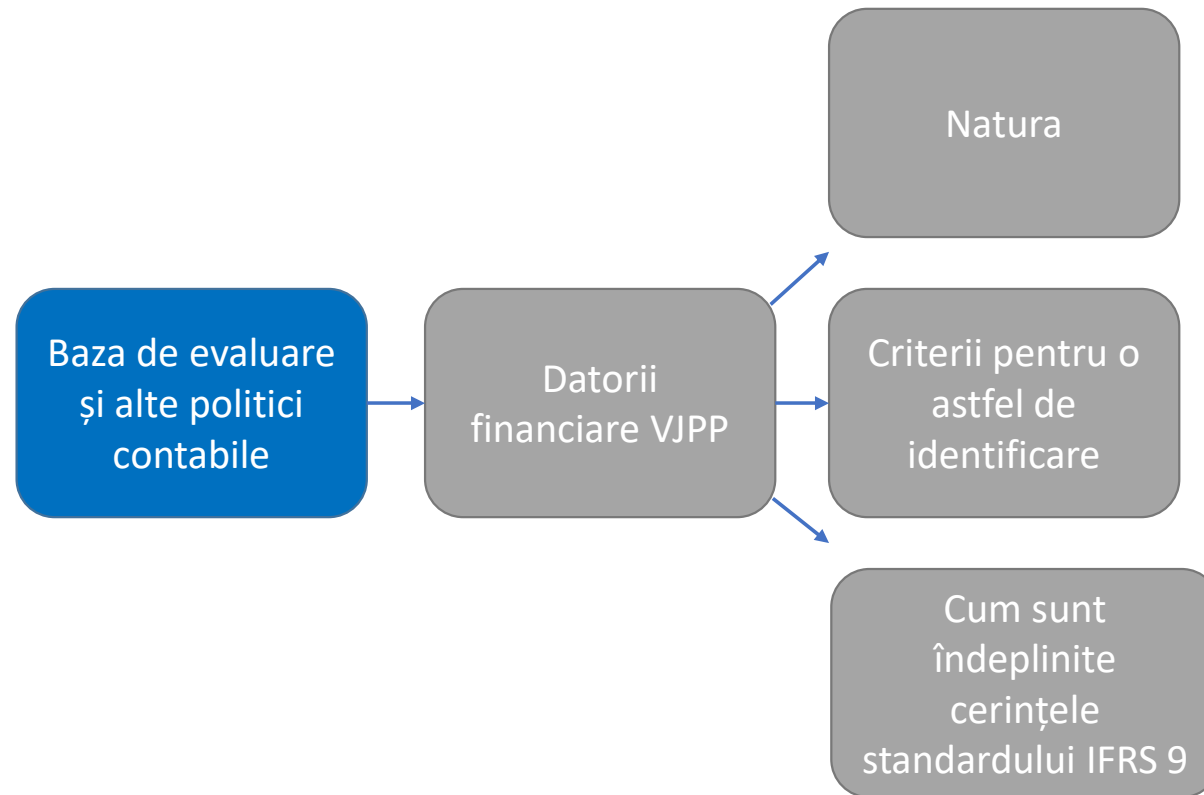 Baza de evaluare
și alte politici
contabile
Datorii
financiare VJPP
Natura
Criterii pentru o
astfel de
identificare
Cum sunt
îndeplinite
cerințele
standardului IFRS 9